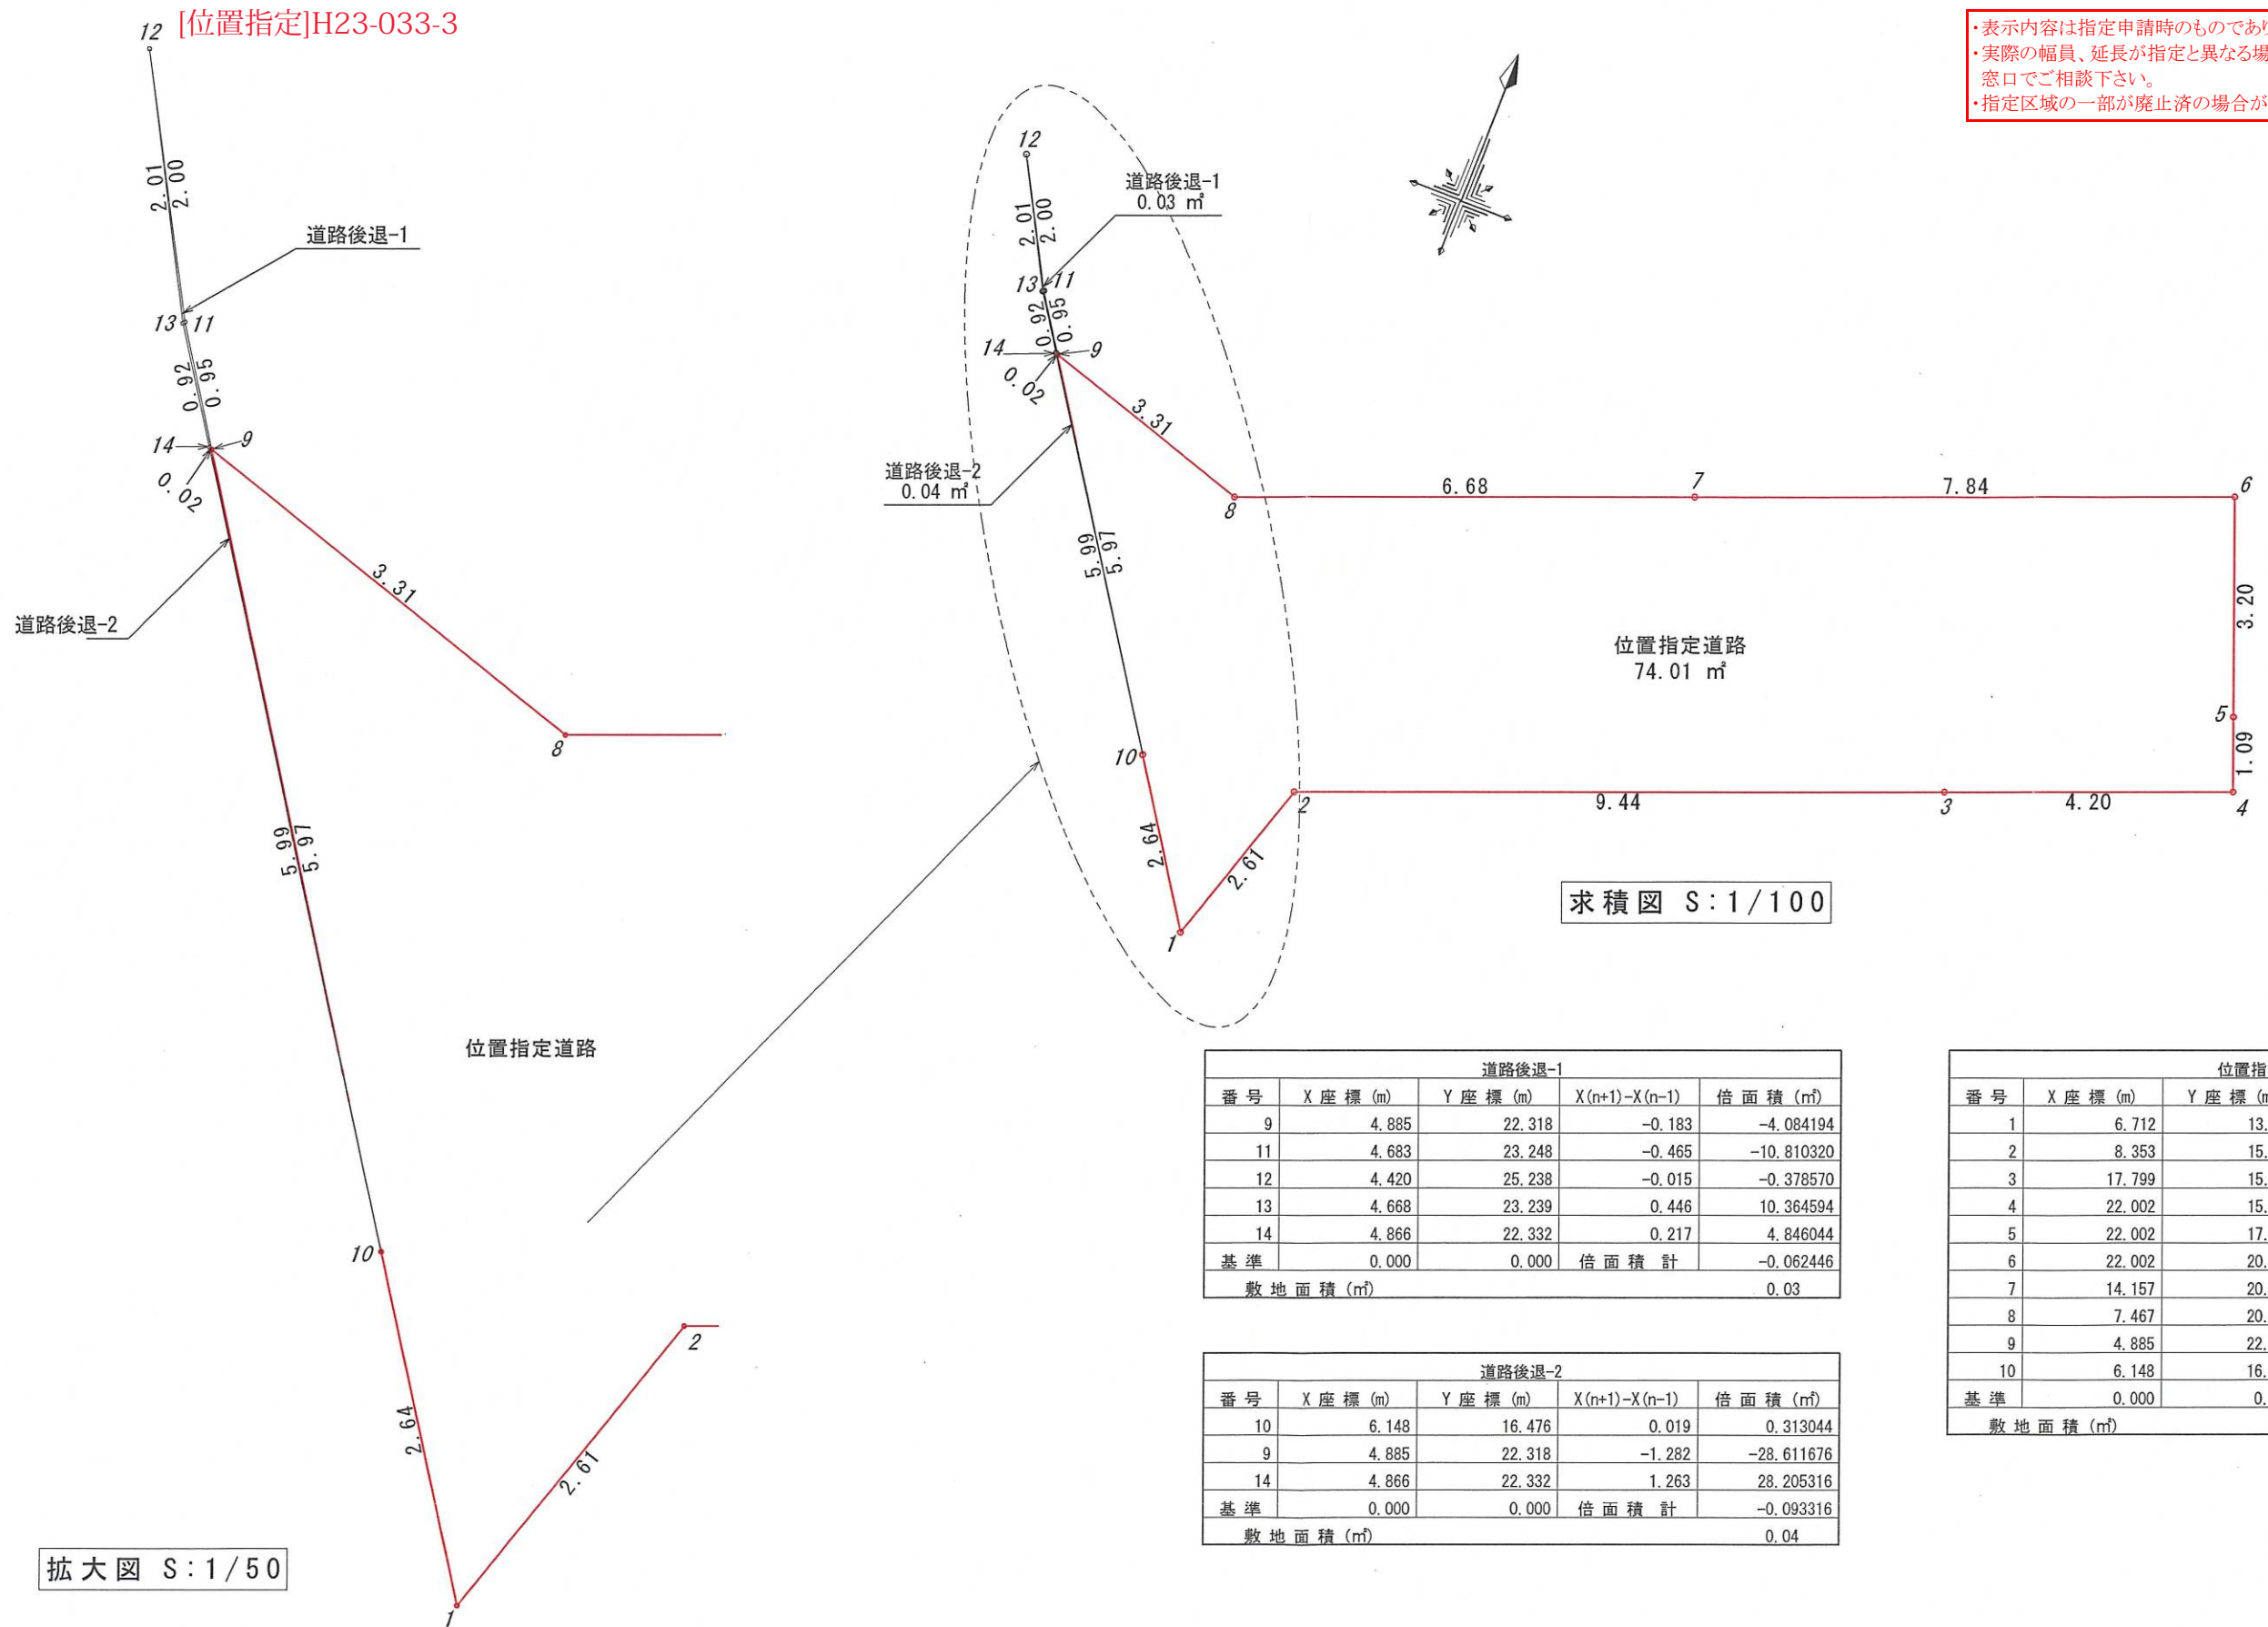 [位置指定]H23-033-3
・表示内容は指定申請時のものであり
・実際の幅員、延長が指定と異なる場
窓口でご相談下さい。
・指定区域の一部が廃止済の場合が
12
2.01
2.00
道路後退-1
13
11
0.92
0.95
14
9
0.02
3.31
道路後退-2
8
5.99
5.97
位置指定道路
10
2
2.64
2.61
1
拡大図 S:1/50
12
道路後退-1
0.03 ㎡
2.01
2.00
13
11
0.92
0.95
14
9
0.02
3.31
道路後退-2
0.04 ㎡
8
6.68
7
7.84
6
5.99
5.97
3.20
位置指定道路
74.01 ㎡
5
1.09
10
2
9.44
3
4.20
4
2.64
2.61
1
求積図 S:1/100
道路後退-1
番号 X座標(m) Y座標(m) X(n+1)-X(n-1) 倍面積(㎡)
9 4.885 22.318 -0.183 -4.084194
11 4.683 23.248 -0.465 -10.810320
12 4.420 25.238 -0.015 -0.378570
13 4.668 23.239 0.446 10.364594
14 4.866 22.332 0.217 4.846044
基準 0.000 0.000 倍面積 計 -0.062446
敷地面積(㎡) 0.03
道路後退-2
番号 X座標(m) Y座標(m) X(n+1)-X(n-1) 倍面積(㎡)
10 6.148 16.476 0.019 0.313044
9 4.885 22.318 -1.282 -28.611676
14 4.866 22.332 1.263 28.205316
基準 0.000 0.000 倍面積 計 -0.093316
敷地面積(㎡) 0.04
位置指
番号 X座標(m) Y座標(m
1 6.712 13.
2 8.353 15.
3 17.799 15.
4 22.002 15.
5 22.002 17.
6 22.002 20.
7 14.157 20.
8 7.467 20.
9 4.885 22.
10 6.148 16.
基準 0.000 0.
敷地面積(㎡)